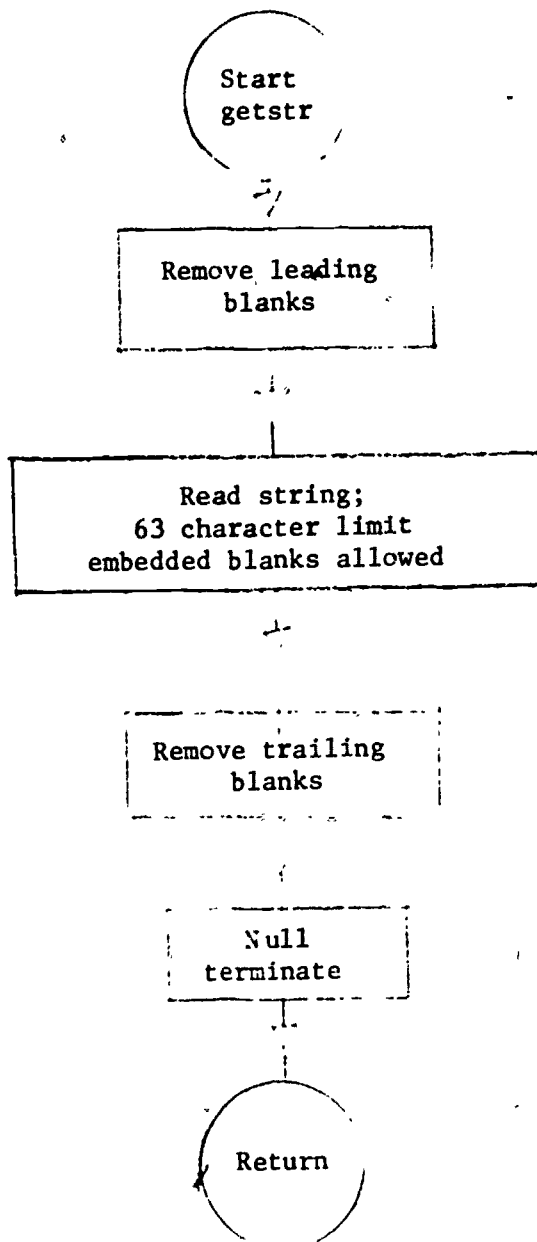 Start
getstr
Remove leading
blanks
Read string;
63 character limit
embedded blanks allowed
Remove trailing
blanks
Null
terminate
Return